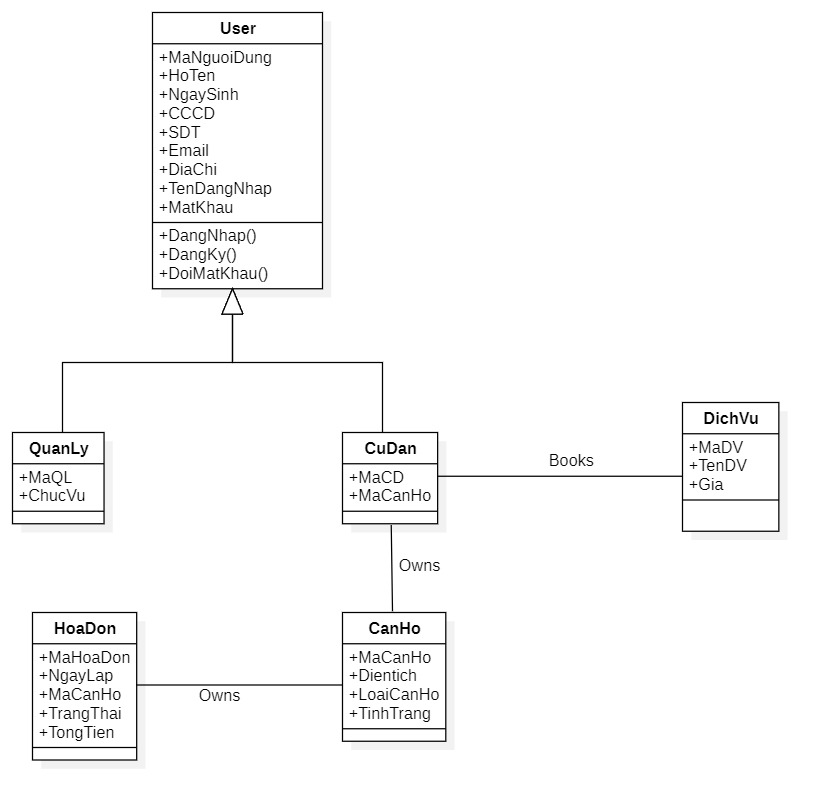 User
+MaNguoiDung
+HoTen
+NgaySinh
+CCCD
+SDT
+Email
+DiaChi
+TenDangNhap
+MatKhau
+DangNhap()
+DangKy()
+DoiMatKhau()
QuanLy
+MaQL
+ChucVu
CuDan
+MaCD
+MaCanHo
Books
DichVu
+MaDV
+TenDV
+Gia
Owns
HoaDon
+MaHoaDon
+NgayLap
+MaCanHo
+TrangThai
+TongTien
Owns
CanHo
+MaCanHo
+Dientich
+LoaiCanHo
+TinhTrang